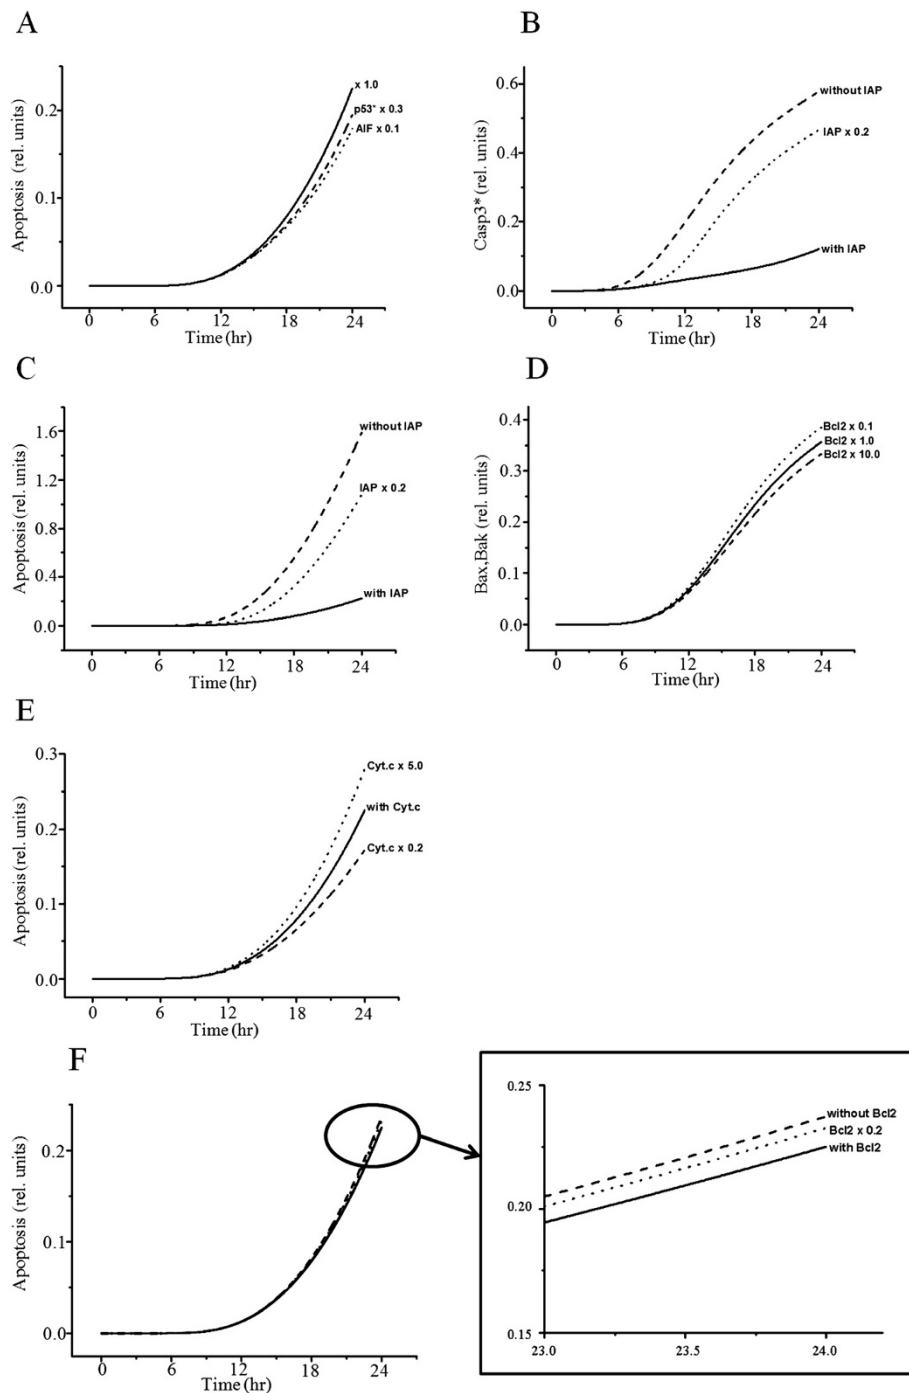 A
Apoptosis (rel. units)
0.2
0.1
0.0
x 1.0
p53* x 0.3
AIF x 0.1
0 6 12 18 24
Time (hr)
B
Casp3* (rel. units)
0.6
0.4
0.2
0.0
without IAP
IAP x 0.2
with IAP
0 6 12 18 24
Time (hr)
C
Apoptosis (rel. units)
1.6
1.2
0.8
0.4
0.0
without IAP
IAP x 0.2
with IAP
0 6 12 18 24
Time (hr)
D
Bax,Bak (rel. units)
0.4
0.3
0.2
0.1
0.0
Bcl2 x 0.1
Bcl2 x 1.0
Bcl2 x 10.0
0 6 12 18 24
Time (hr)
E
Apoptosis (rel. units)
0.3
0.2
0.1
0.0
Cyt.c x 5.0
with Cyt.c
Cyt.c x 0.2
0 6 12 18 24
Time (hr)
F
Apoptosis (rel. units)
0.2
0.1
0.0
0 6 12 18 24
Time (hr)
0.25
0.20
0.15
without Bcl2
Bcl2 x 0.2
with Bcl2
23.0 23.5 24.0